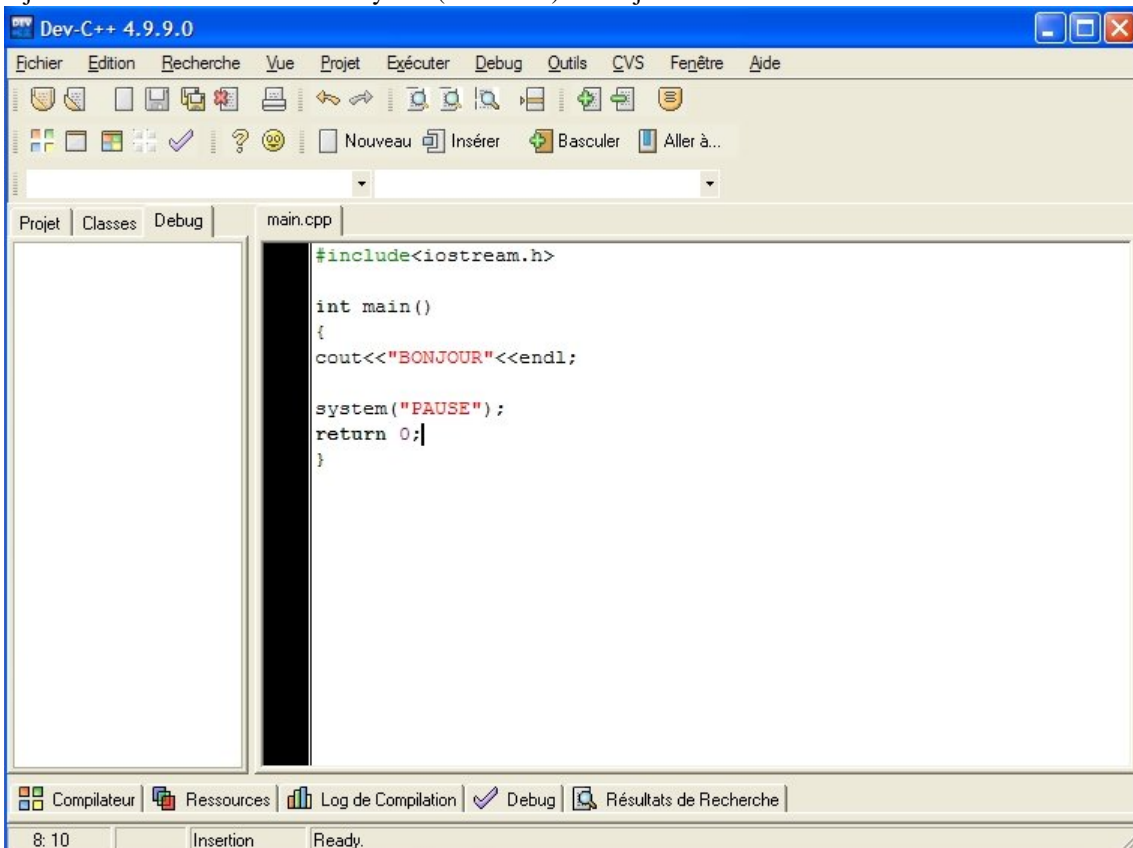 Dev-C++ 4.9.9.0
Fichier Edition Recherche Vue Projet Exécuter Debug Outils CVS Fenêtre Aide
Nouveau Insérer Basculer Aller à...
Projet Classes Debug main.cpp
#include<iostream.h>
int main()
{
cout<<"BONJOUR"<<endl;
system("PAUSE");
return 0;
}
Compilateur Ressources Log de Compilation Debug Résultats de Recherche
8: 10 Insertion Ready.